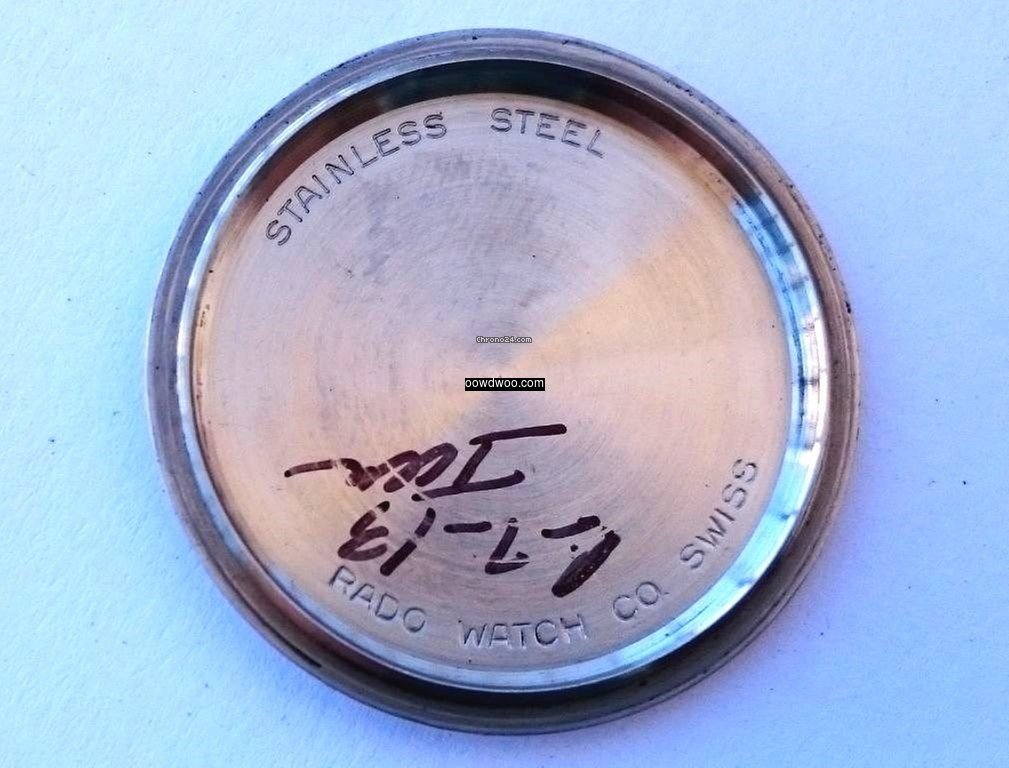 STAINLESS STEEL
Chrono24.com
oowdwoo.com
RADO WATCH CO. SWISS